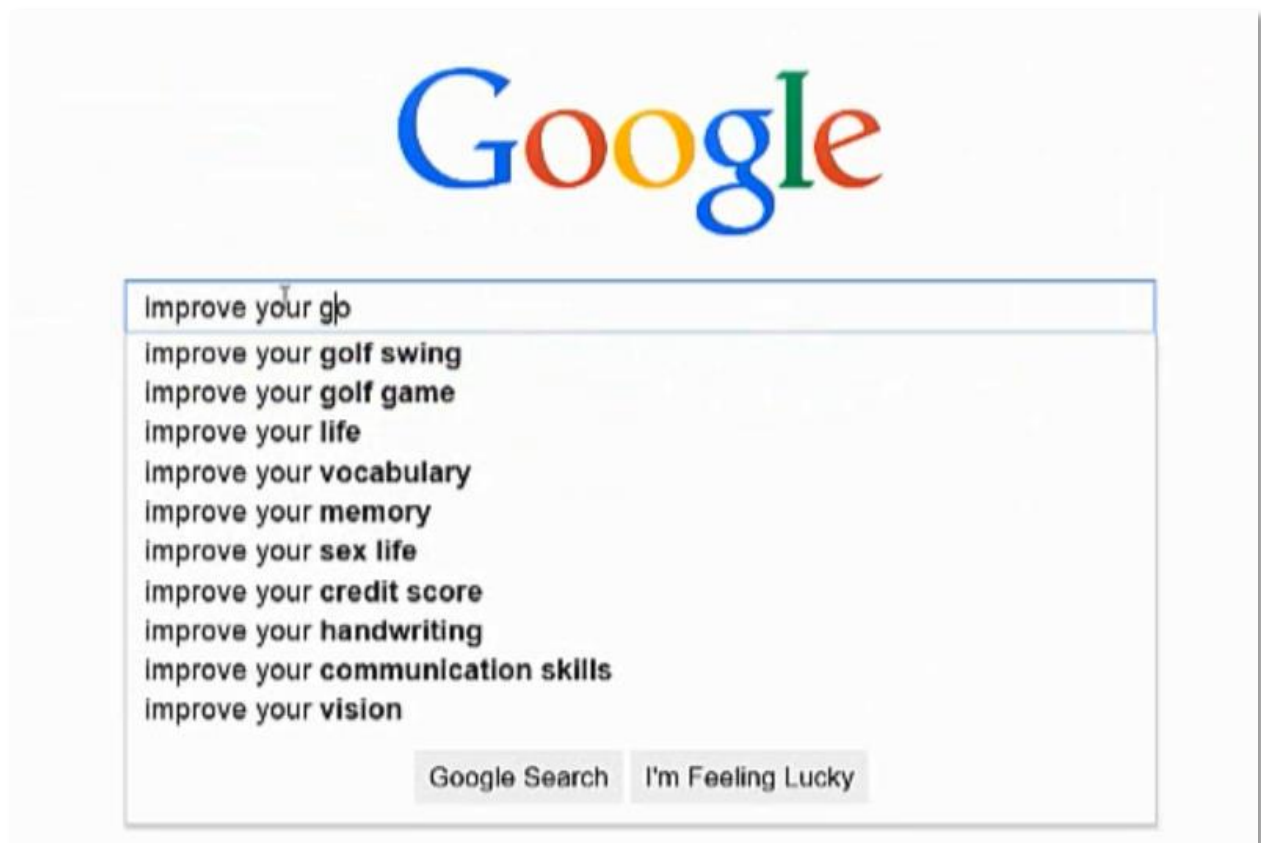 Google
Improve your go
improve your golf swing
improve your golf game
improve your life
improve your vocabulary
improve your memory
improve your sex life
improve your credit score
improve your handwriting
improve your communication skills
improve your vision
Google Search I'm Feeling Lucky